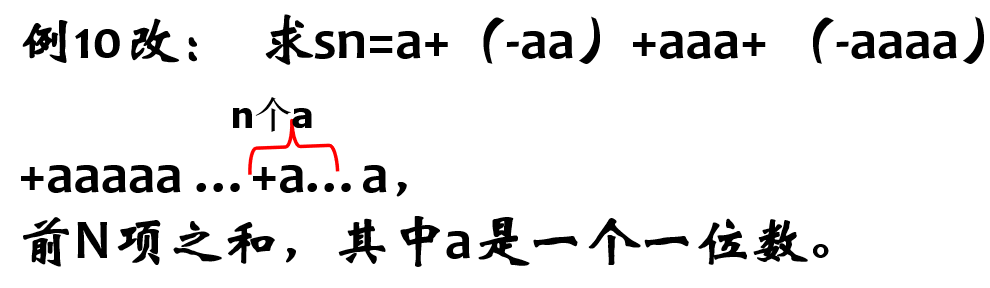 例10改： 求sn=a+（-aa）+aaa+（-aaaa）
n个a
+aaaaa…+a…a，
前N项之和，其中a是一个一位数。